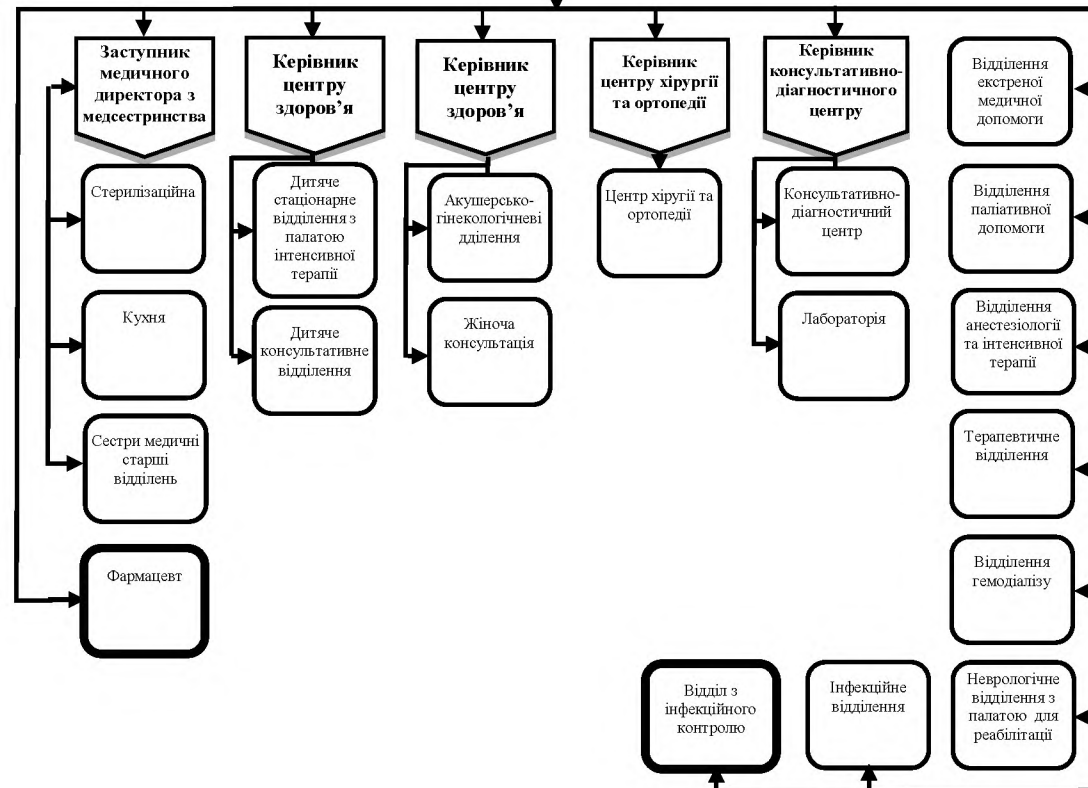 Заступник
медичного
директора з
медсестринства
Керівник
центру
здоров’я
Керівник
центру
здоров’я
Керівник
центру хірургії
та ортопедії
Керівник
консультативно-
діагностичного
центру
Відділення
екстреної
медичної
допомоги
Стерилізаційна
Дитяче
стаціонарне
відділення з
палатою
інтенсивної
терапії
Акушерсько-
гінекологічневі
дділення
Центр хіругії та
ортопедії
Консультативно-
діагностичний
центр
Відділення
паліативної
допомоги
Кухня
Дитяче
консультативне
відділення
Жіноча
консультація
Лабораторія
Відділення
анестезіології
та інтенсивної
терапії
Сестри медичні
старші
відділень
Терапевтичне
відділення
Фармацевт
Відділення
гемодіалізу
Відділ з
інфекційного
контролю
Інфекційне
відділення
Неврологічне
відділення з
палатою для
реабілітації